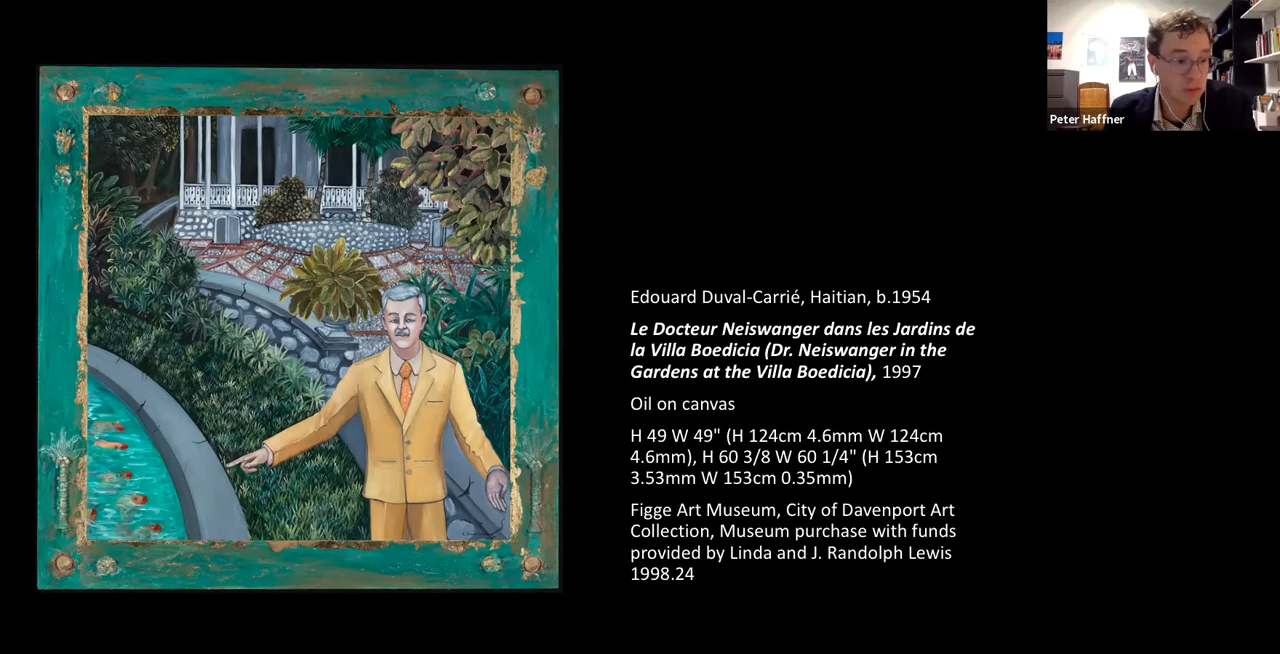 Peter Haffner
Edouard Duval-Carrié, Haitian, b.1954
Le Docteur Neiswanger dans les Jardins de
la Villa Boedicia (Dr. Neiswanger in the
Gardens at the Villa Boedicia), 1997
Oil on canvas
H 49 W 49" (H 124cm 4.6mm W 124cm
4.6mm), H 60 3/8 W 60 1/4" (H 153cm
3.53mm W 153cm 0.35mm)
Figge Art Museum, City of Davenport Art
Collection, Museum purchase with funds
provided by Linda and J. Randolph Lewis
1998.24